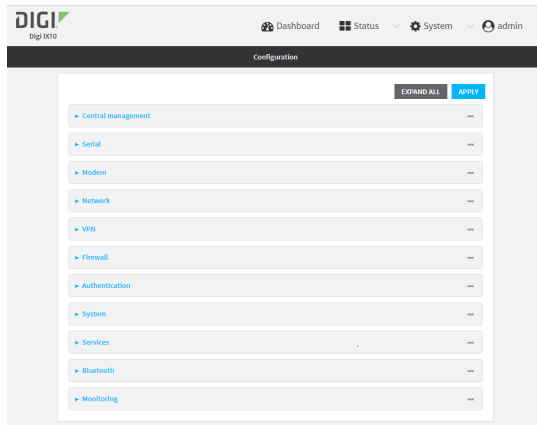 DIGI.
Digi IX10
Dashboard
Status
System
admin
Configuration
EXPAND ALL
APPLY
Central management
Serial
Modem
Network
VPN
Firewall
Authentication
System
Services
Bluetooth
Monitoring